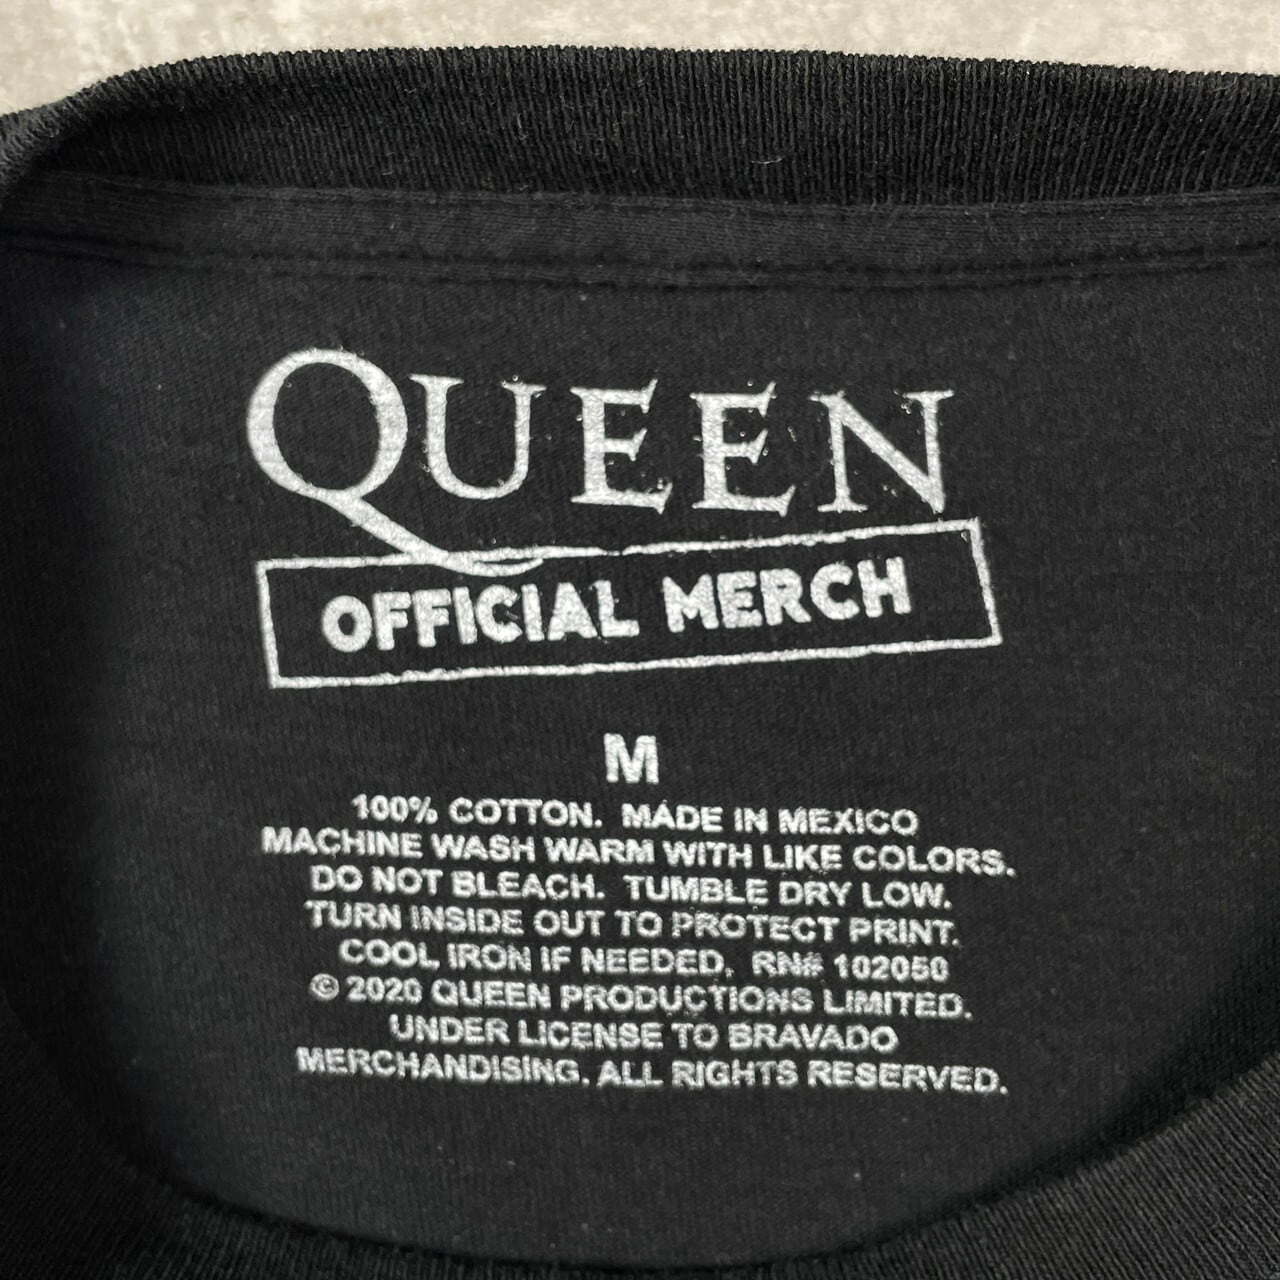 QUEEN
OFFICIAL MERCH
M
100% COTTON. MADE IN MEXICO
MACHINE WASH WARM WITH LIKE COLORS.
DO NOT BLEACH. TUMBLE DRY LOW.
TURN INSIDE OUT TO PROTECT PRINT.
COOL IRON IF NEEDED. RN# 102050
© 2020 QUEEN PRODUCTIONS LIMITED.
UNDER LICENSE TO BRAVADO
MERCHANDISING. ALL RIGHTS RESERVED.